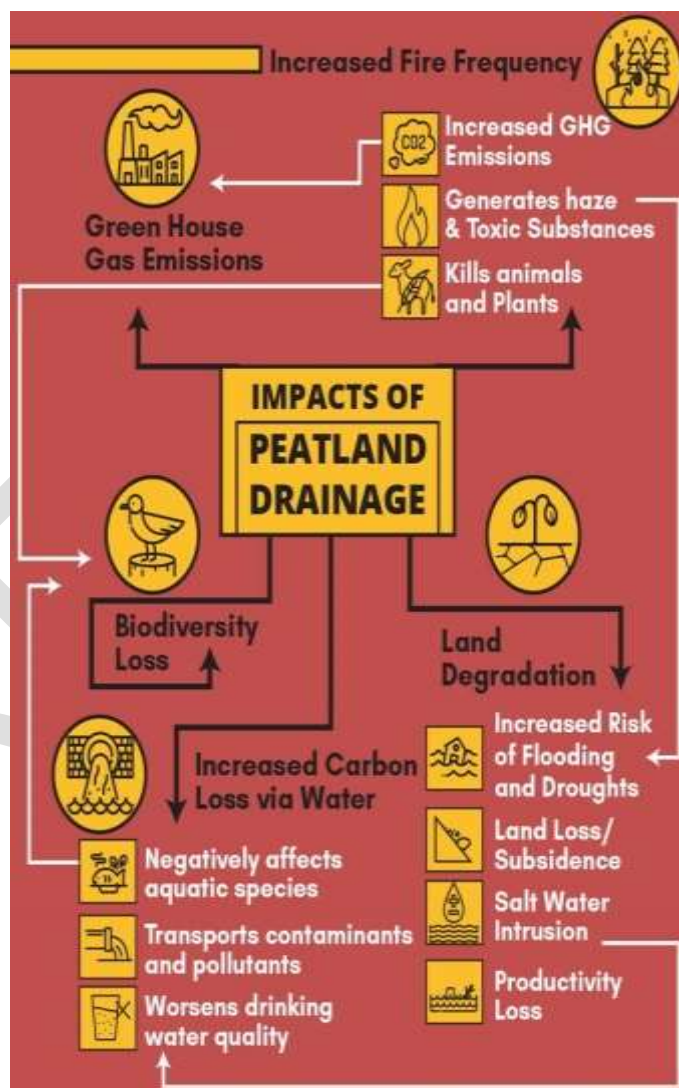 Increased Fire Frequency
CO2
Increased GHG
Emissions
Generates haze
& Toxic Substances
Kills animals
and Plants
Green House
Gas Emissions
IMPACTS OF
PEATLAND
DRAINAGE
Biodiversity
Loss
Land
Degradation
Increased Carbon
Loss via Water
Negatively affects
aquatic species
Transports contaminants
and pollutants
Worsens drinking
water quality
Increased Risk
of Flooding
and Droughts
Land Loss/
Subsidence
Salt Water
Intrusion
Productivity
Loss